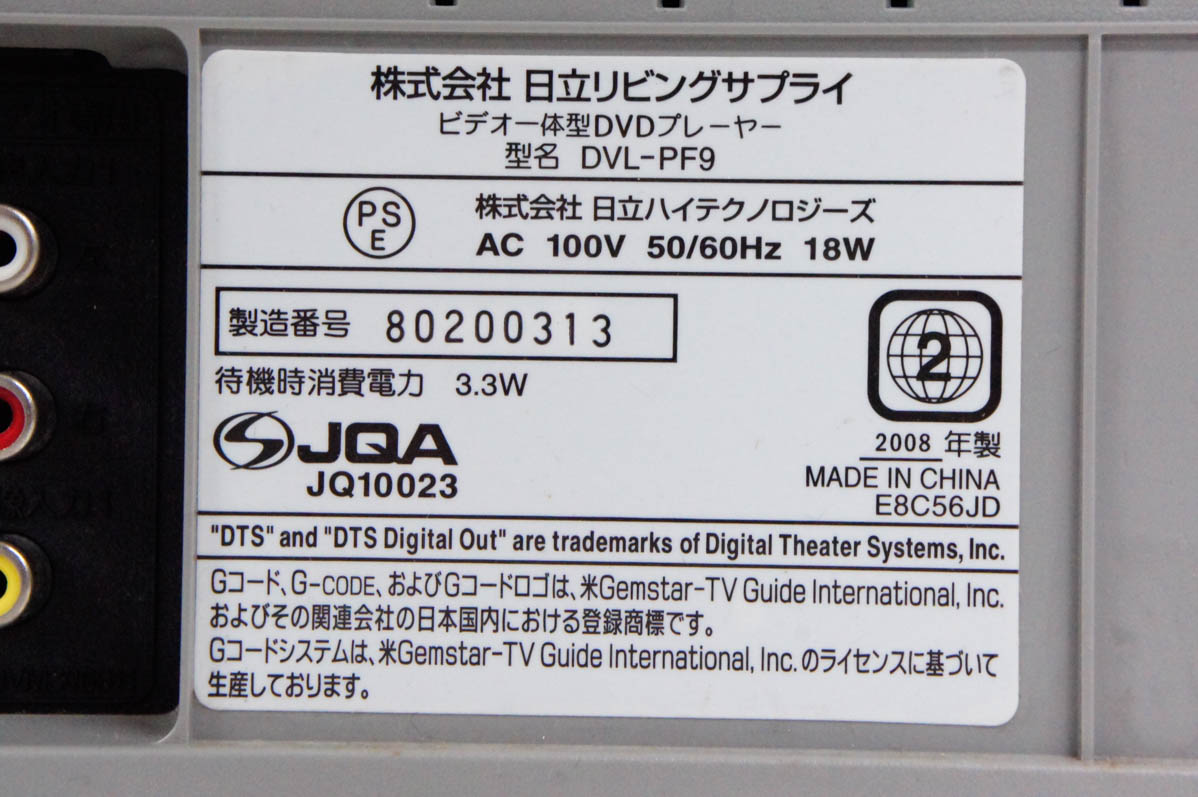 株式会社 日立リビングサプライ
ビデオ一体型DVDプレーヤー
型名 DVL-PF9
PS
E
株式会社 日立ハイテクノロジーズ
AC 100V 50/60Hz 18W
製造番号 80200313
待機時消費電力 3.3W
JQA
JQ10023
2
2008 年製
MADE IN CHINA
E8C56JD
"DTS" and "DTS Digital Out" are trademarks of Digital Theater Systems, Inc.
Gコード、G-CODE、およびGコードロゴは、米Gemstar-TV Guide International, Inc.
およびその関連会社の日本国内における登録商標です。
Gコードシステムは、米Gemstar-TV Guide International, Inc. のライセンスに基づいて
生産しております。